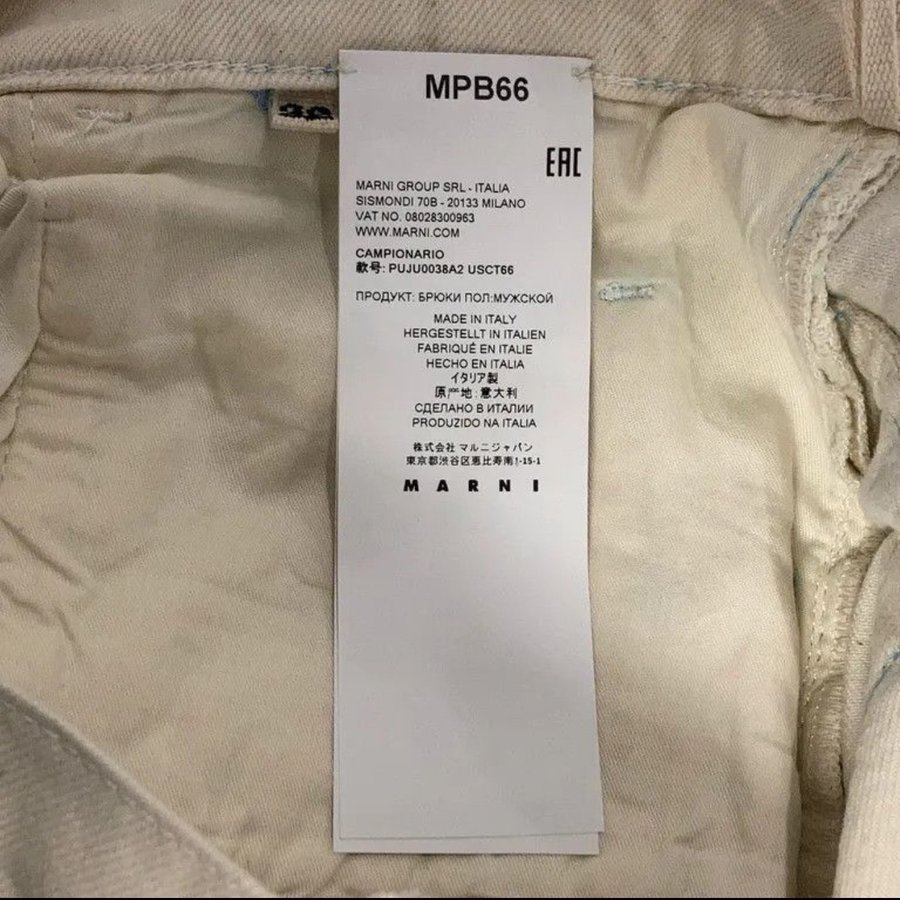 MPB66
EAC
MARNI GROUP SRL - ITALIA
SISMONDI 70B - 20133 MILANO
VAT NO. 08028300963
WWW.MARNI.COM
CAMPIONARIO
款号: PUJU0038A2 USCT66
ПРОДУКТ: БРЮКИ ПОЛ:МУЖСКОЙ
MADE IN ITALY
HERGESTELLT IN ITALIEN
FABRIQUÉ EN ITALIE
HECHO EN ITALIA
イタリア製
原产地: 意大利
СДЕЛАНО В ИТАЛИИ
PRODUZIDO NA ITALIA
株式会社 マルニジャパン
東京都渋谷区恵比寿南1-15-1
MARNI